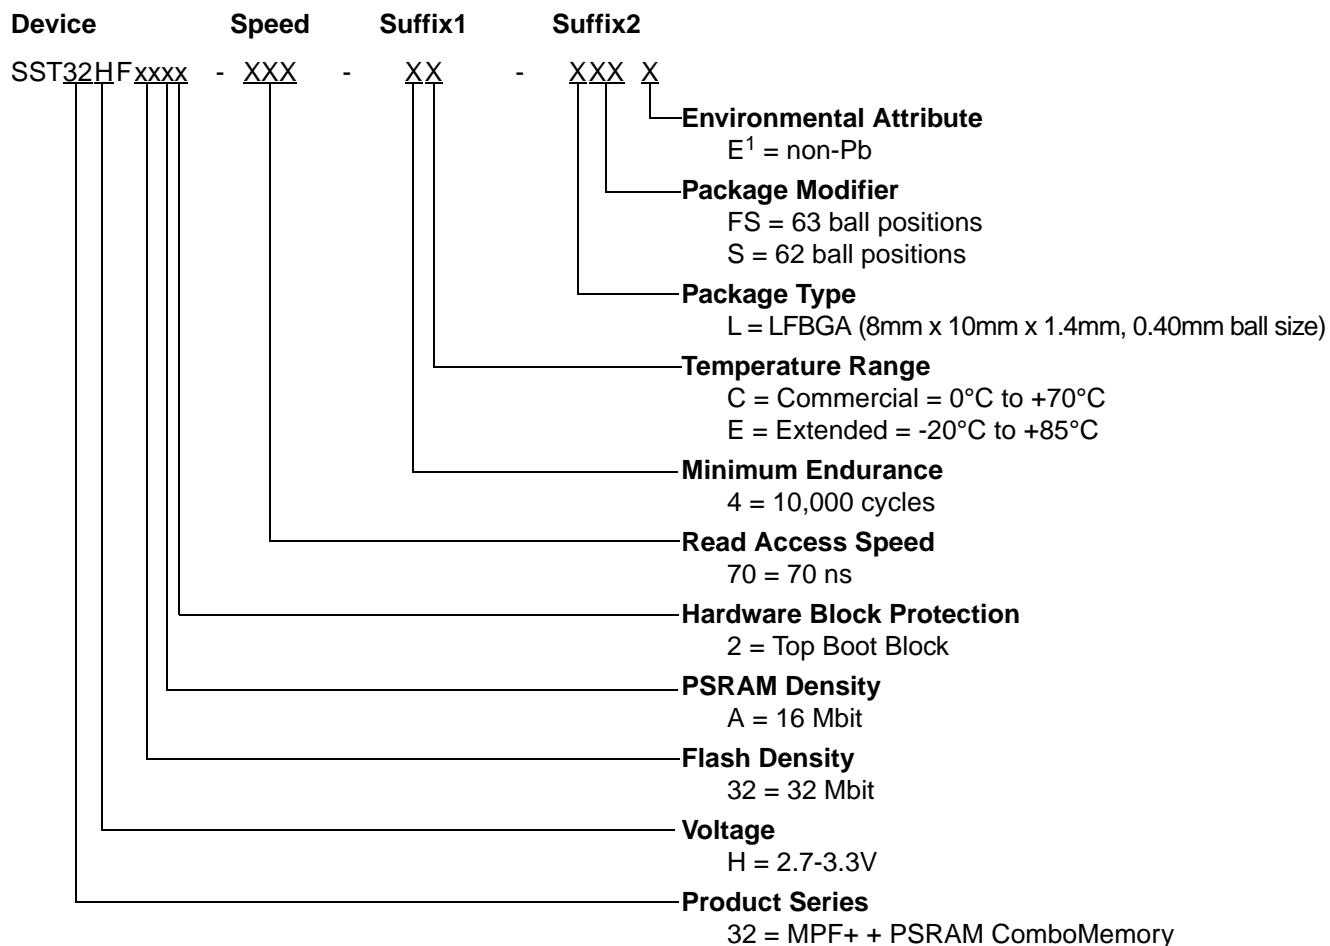 Device Speed Suffix1 Suffix2
SST32HFxxxx - XXX - XX - XXX X
Environmental Attribute
E1 = non-Pb
Package Modifier
FS = 63 ball positions
S = 62 ball positions
Package Type
L = LFBGA (8mm x 10mm x 1.4mm, 0.40mm ball size)
Temperature Range
C = Commercial = 0°C to +70°C
E = Extended = -20°C to +85°C
Minimum Endurance
4 = 10,000 cycles
Read Access Speed
70 = 70 ns
Hardware Block Protection
2 = Top Boot Block
PSRAM Density
A = 16 Mbit
Flash Density
32 = 32 Mbit
Voltage
H = 2.7-3.3V
Product Series
32 = MPF+ + PSRAM ComboMemory